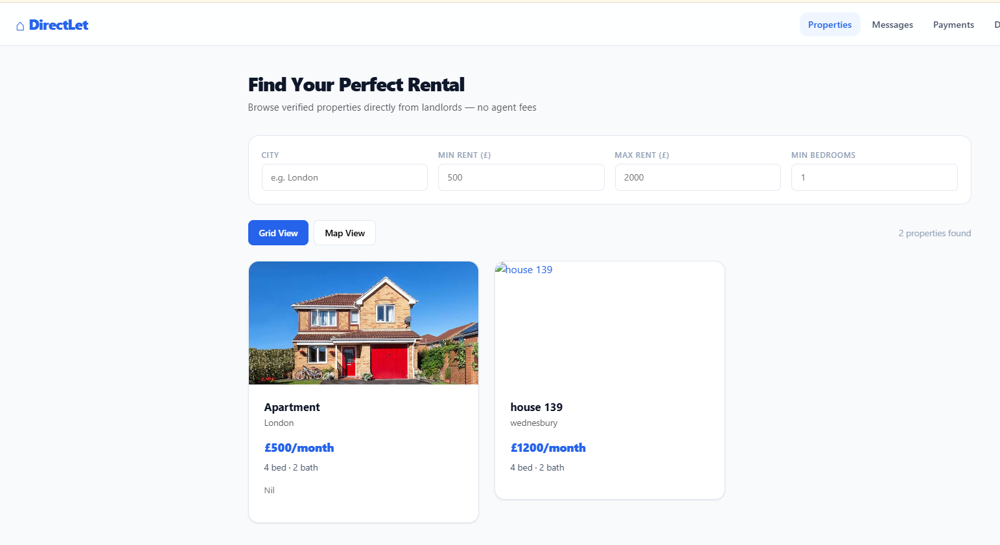 DirectLet
Properties Messages Payments D
Find Your Perfect Rental
Browse verified properties directly from landlords — no agent fees
CITY MIN RENT (£) MAX RENT (£) MIN BEDROOMS
e.g. London 500 2000 1
Grid View Map View 2 properties found
house 139
Apartment
London
£500/month
4 bed · 2 bath
Nil
house 139
wednesbury
£1200/month
4 bed · 2 bath